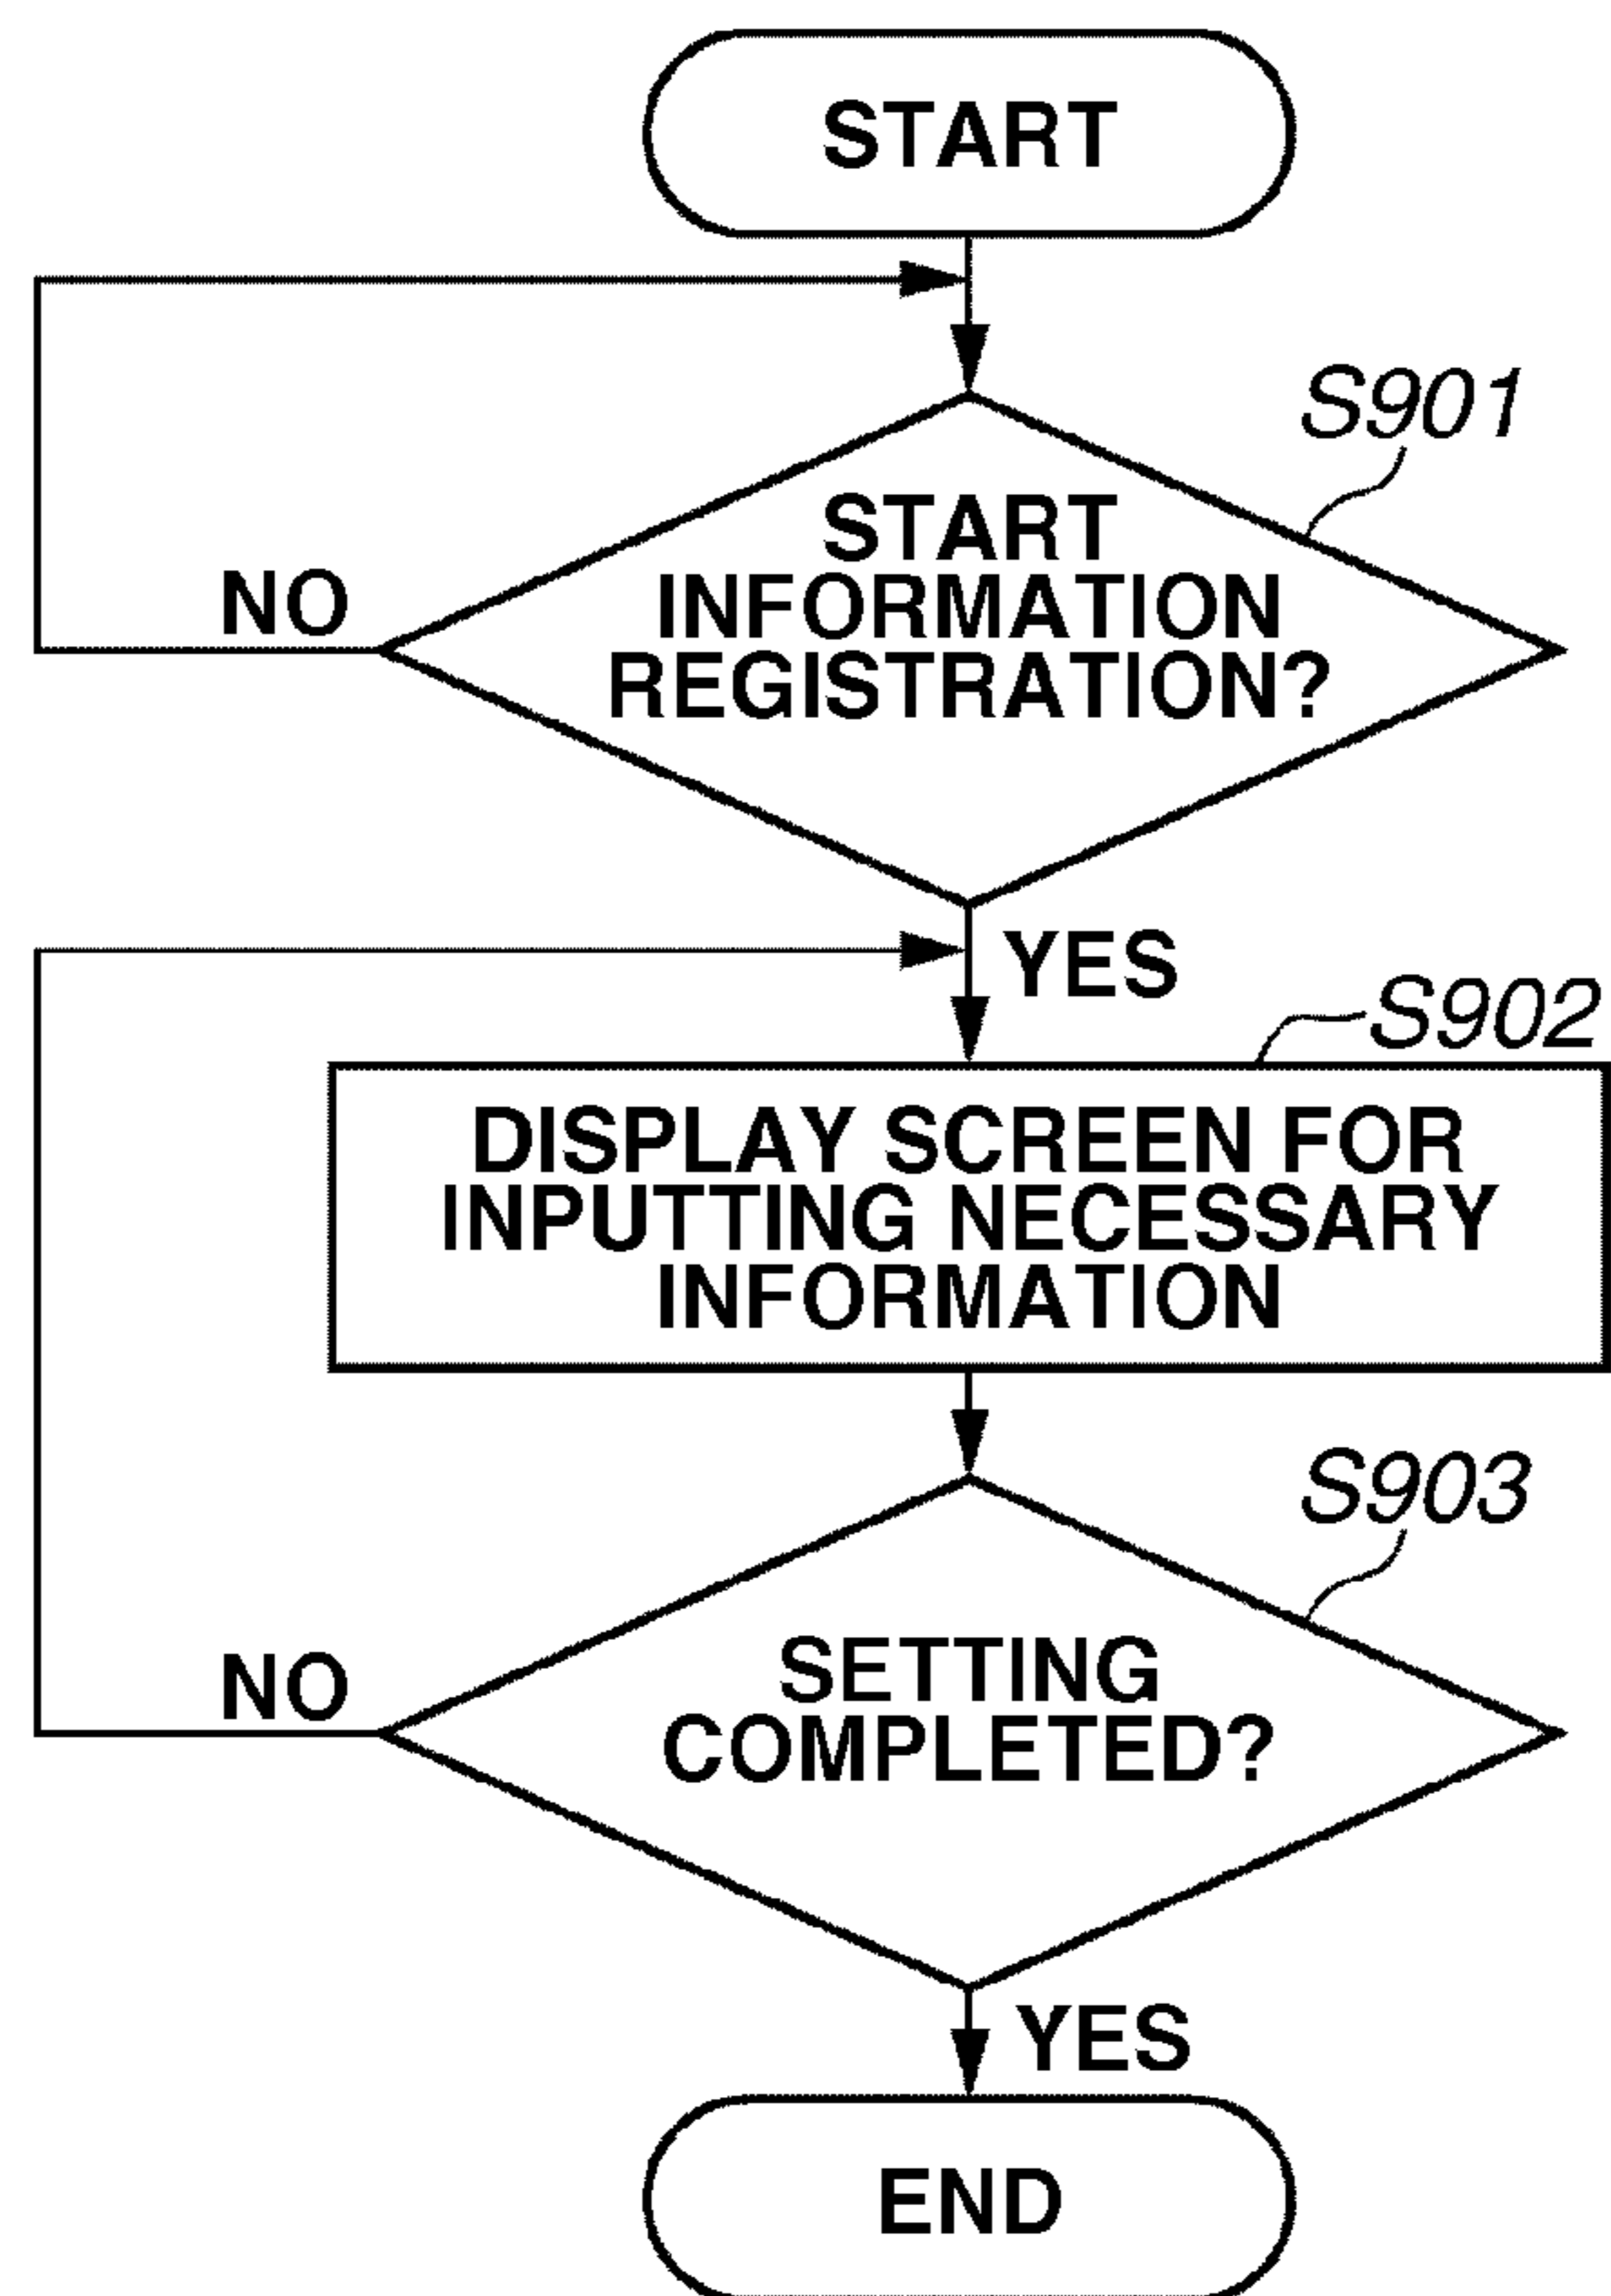 START
S901
START
INFORMATION
REGISTRATION?
NO
YES
S902
DISPLAY SCREEN FOR
INPUTTING NECESSARY
INFORMATION
S903
SETTING
COMPLETED?
NO
YES
END